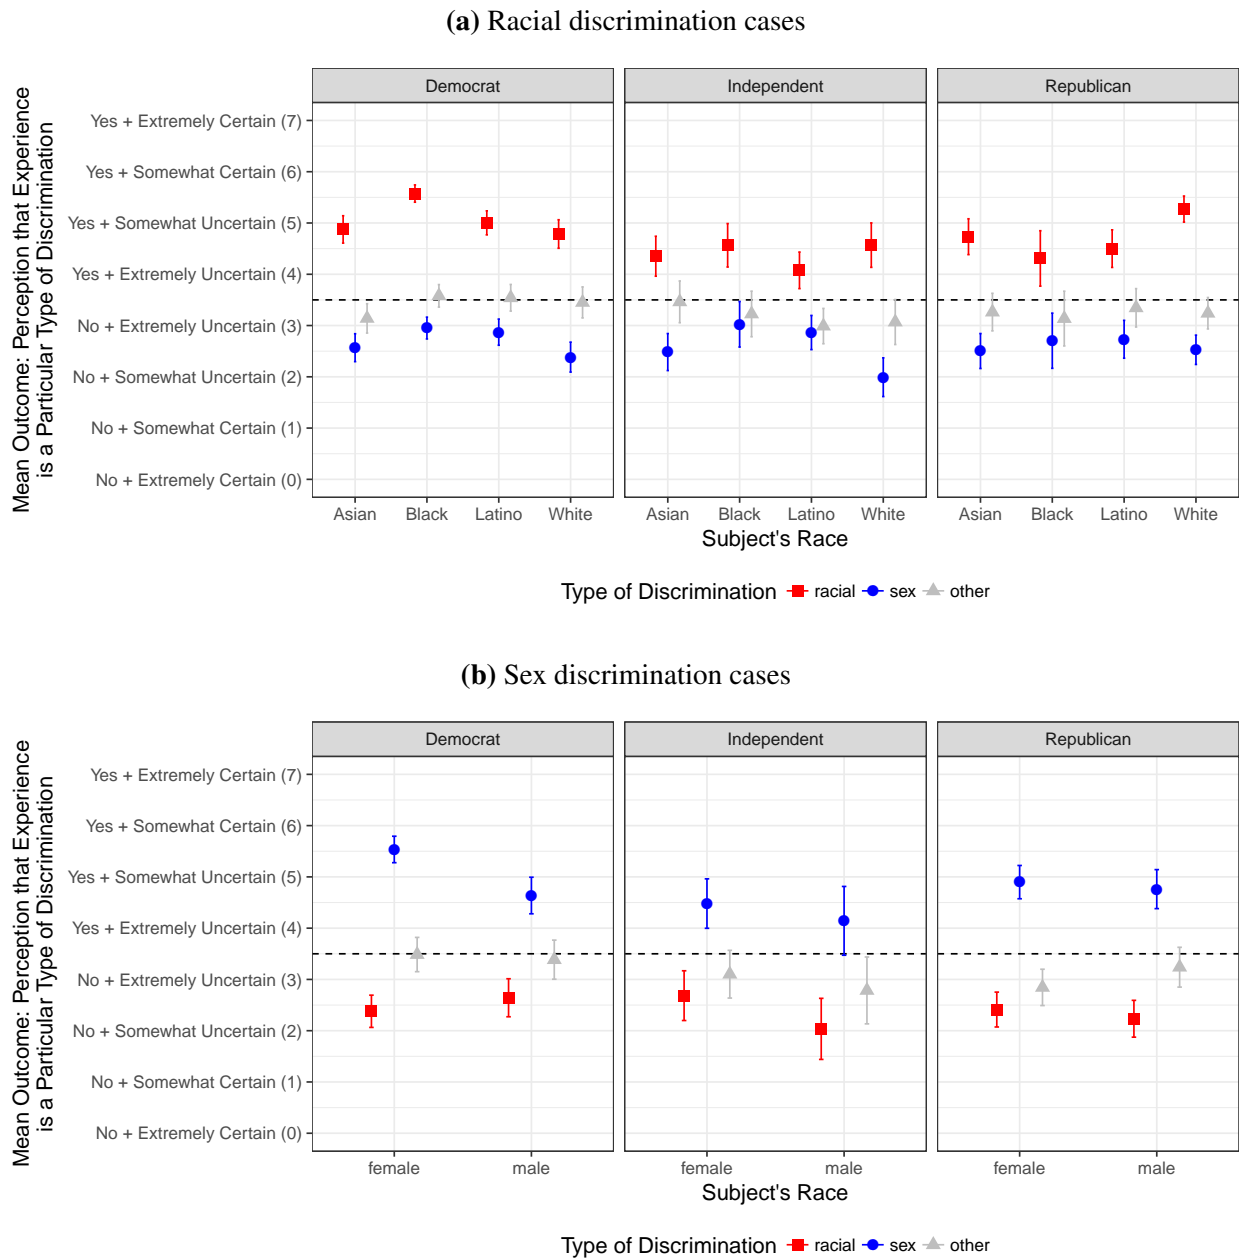 (a) Racial discrimination cases
Democrat
Independent
Republican
Mean Outcome: Perception that Experience
is a Particular Type of Discrimination
Yes + Extremely Certain (7)
Yes + Somewhat Certain (6)
Yes + Somewhat Uncertain (5)
Yes + Extremely Uncertain (4)
No + Extremely Uncertain (3)
No + Somewhat Uncertain (2)
No + Somewhat Certain (1)
No + Extremely Certain (0)
Asian Black Latino White
Asian Black Latino White
Asian Black Latino White
Subject's Race
Type of Discrimination racial sex other
(b) Sex discrimination cases
Democrat
Independent
Republican
Mean Outcome: Perception that Experience
is a Particular Type of Discrimination
Yes + Extremely Certain (7)
Yes + Somewhat Certain (6)
Yes + Somewhat Uncertain (5)
Yes + Extremely Uncertain (4)
No + Extremely Uncertain (3)
No + Somewhat Uncertain (2)
No + Somewhat Certain (1)
No + Extremely Certain (0)
female male
female male
female male
Subject's Race
Type of Discrimination racial sex other